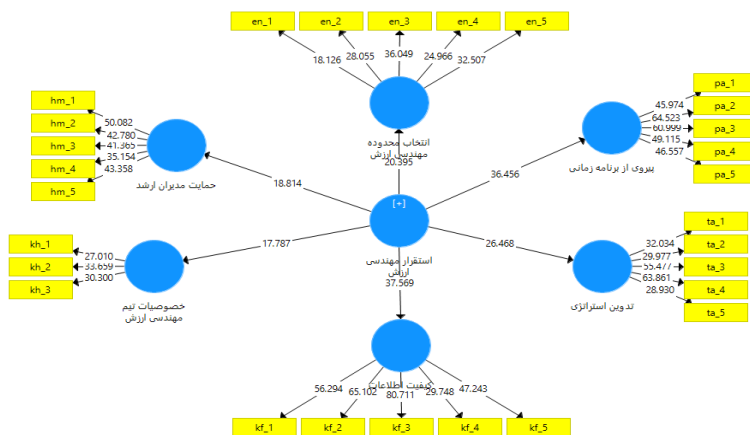 en_1
en_2
en_3
en_4
en_5
18.126
28.055
36.049
24.966
32.507
انتخاب محدوده
مهندسی ارزش
20.395
hm_1
hm_2
hm_3
hm_4
hm_5
50.082
42.780
41.365
35.154
43.358
حمایت مدیران ارشد
18.814
pa_1
pa_2
pa_3
pa_4
pa_5
45.974
64.523
60.999
49.115
46.557
پیروی از برنامه زمانی
36.456
[+]
استقرار مهندسی
ارزش
37.569
kh_1
kh_2
kh_3
27.010
33.659
30.300
خصوصیات تیم
مهندسی ارزش
17.787
ta_1
ta_2
ta_3
ta_4
ta_5
32.034
29.977
55.477
63.861
28.930
تدوین استراتژی
26.468
کیفیت اطلاعات
56.294
65.102
80.711
29.748
47.243
kf_1
kf_2
kf_3
kf_4
kf_5